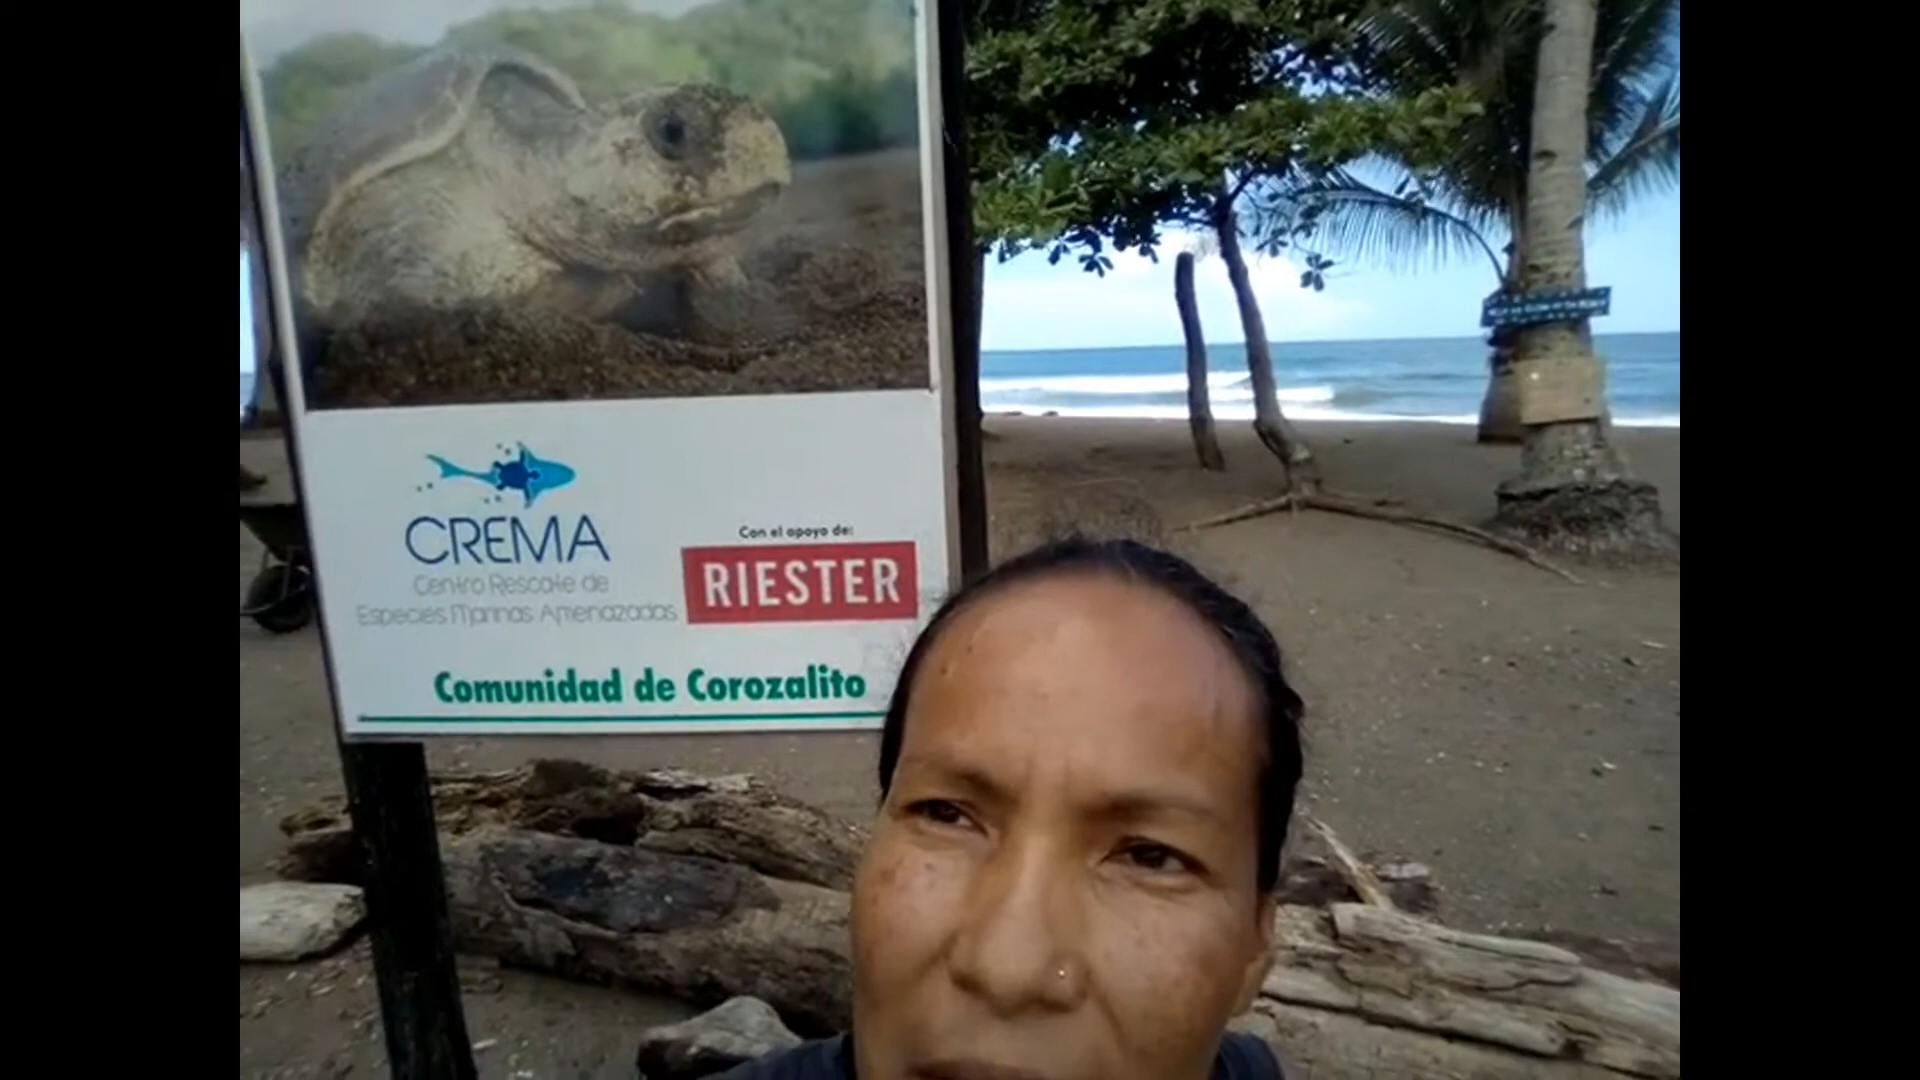 CREMA
Centro Rescate de
Especies Marinas Amenazadas
Con el apoyo de:
RIESTER
Comunidad de Corozalito